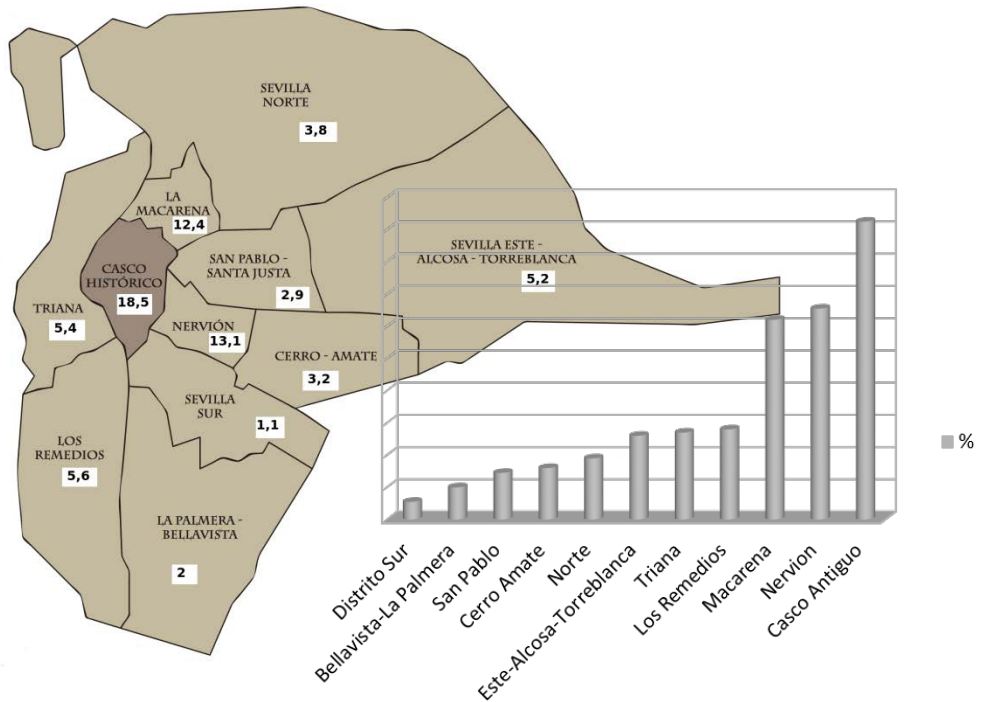 SEVILLA
NORTE
3,8
LA
MACARENA
12,4
SAN PABLO -
SANTA JUSTA
2,9
SEVILLA ESTE -
ALCOSA - TORREBLANCA
5,2
CASCO
HISTÓRICO
18,5
TRIANA
5,4
NERVIÓN
13,1
CERRO - AMATE
3,2
SEVILLA
SUR
1,1
LOS
REMEDIOS
5,6
LA PALMERA -
BELLAVISTA
2
%
Distrito Sur
Bellavista-La Palmera
San Pablo
Cerro Amate
Norte
Este-Alcosa-Torreblanca
Triana
Los Remedios
Macarena
Nervion
Casco Antiguo